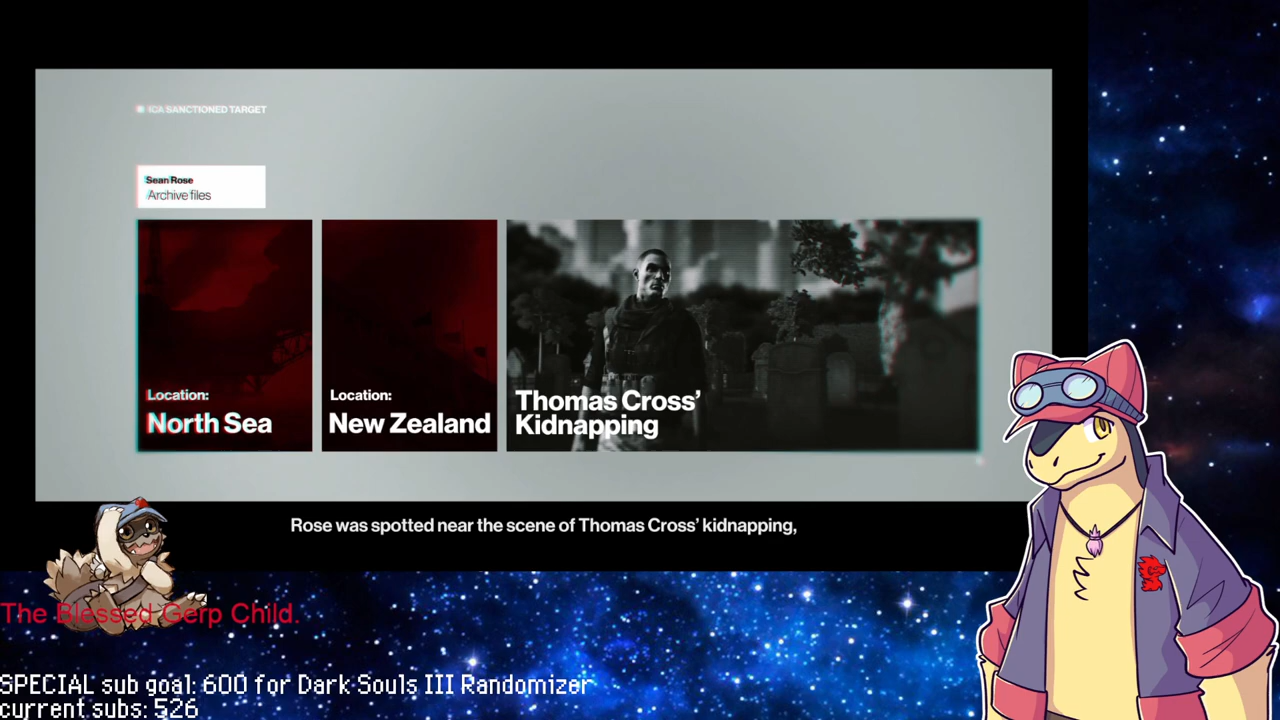 ICA SANCTIONED TARGET
Sean Rose
Archive files
Location:
North Sea
Location:
New Zealand
Thomas Cross'
Kidnapping
Rose was spotted near the scene of Thomas Cross' kidnapping,
The Blessed Gerp Child.
SPECIAL sub goal: 600 for Dark Souls III Randomizer
current subs: 526